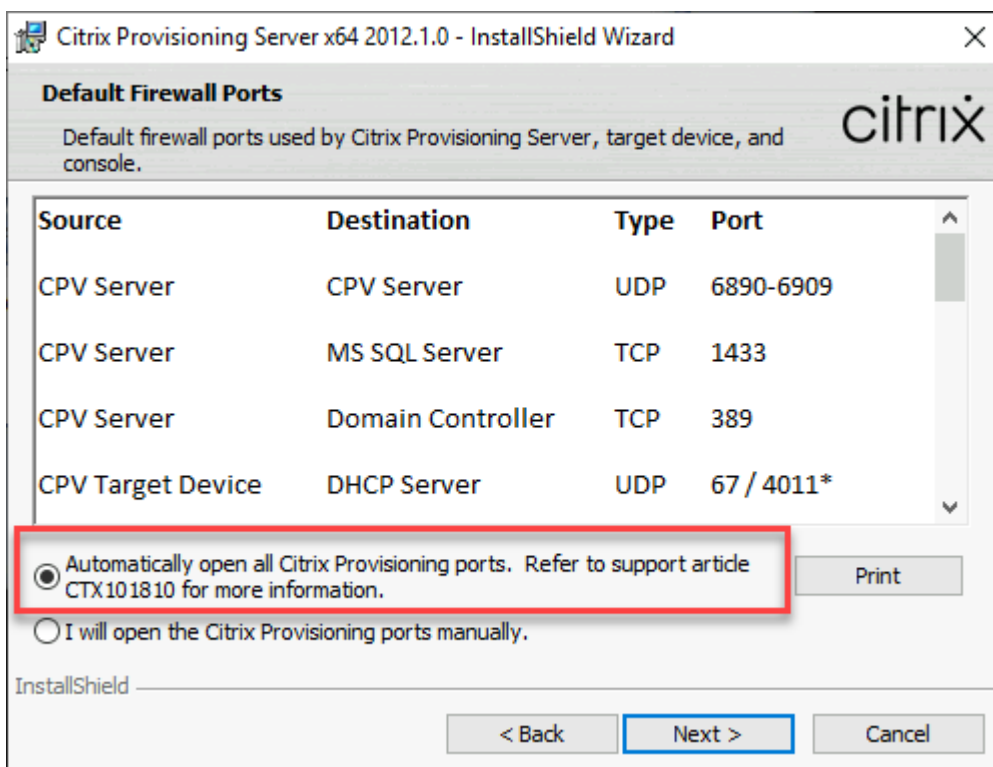 Citrix Provisioning Server x64 2012.1.0 - InstallShield Wizard
Default Firewall Ports
Default firewall ports used by Citrix Provisioning Server, target device, and
console.
citrix
Source Destination Type Port
CPV Server CPV Server UDP 6890-6909
CPV Server MS SQL Server TCP 1433
CPV Server Domain Controller TCP 389
CPV Target Device DHCP Server UDP 67 / 4011*
Automatically open all Citrix Provisioning ports. Refer to support article
CTX101810 for more information.
Print
I will open the Citrix Provisioning ports manually.
InstallShield
< Back Next > Cancel